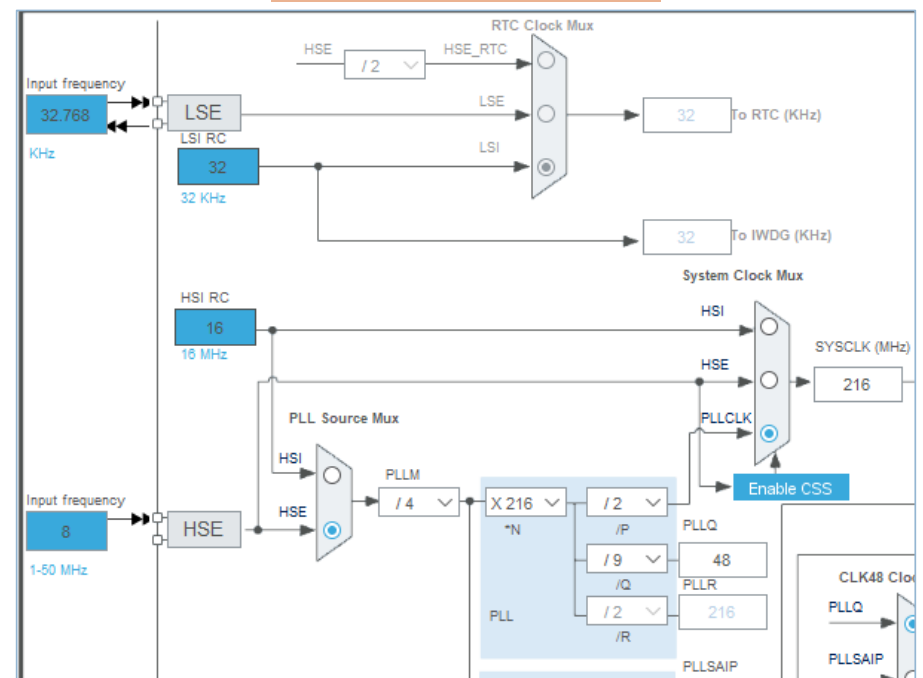 RTC Clock Mux
HSE
/ 2
HSE_RTC
Input frequency
32.768
KHz
LSE
LSE
32
To RTC (KHz)
LSI RC
32
32 KHz
LSI
32
To IWDG (KHz)
System Clock Mux
HSI RC
16
16 MHz
HSI
HSE
PLLCLK
SYSCLK (MHz)
216
Enable CSS
PLL Source Mux
HSI
HSE
PLLM
/ 4
Input frequency
8
1-50 MHz
HSE
X 216
*N
/ 2
/P
PLLQ
/ 9
/Q
48
PLLR
/ 2
/R
216
PLL
PLLSAIP
CLK48 Clo
PLLQ
PLLSAIP